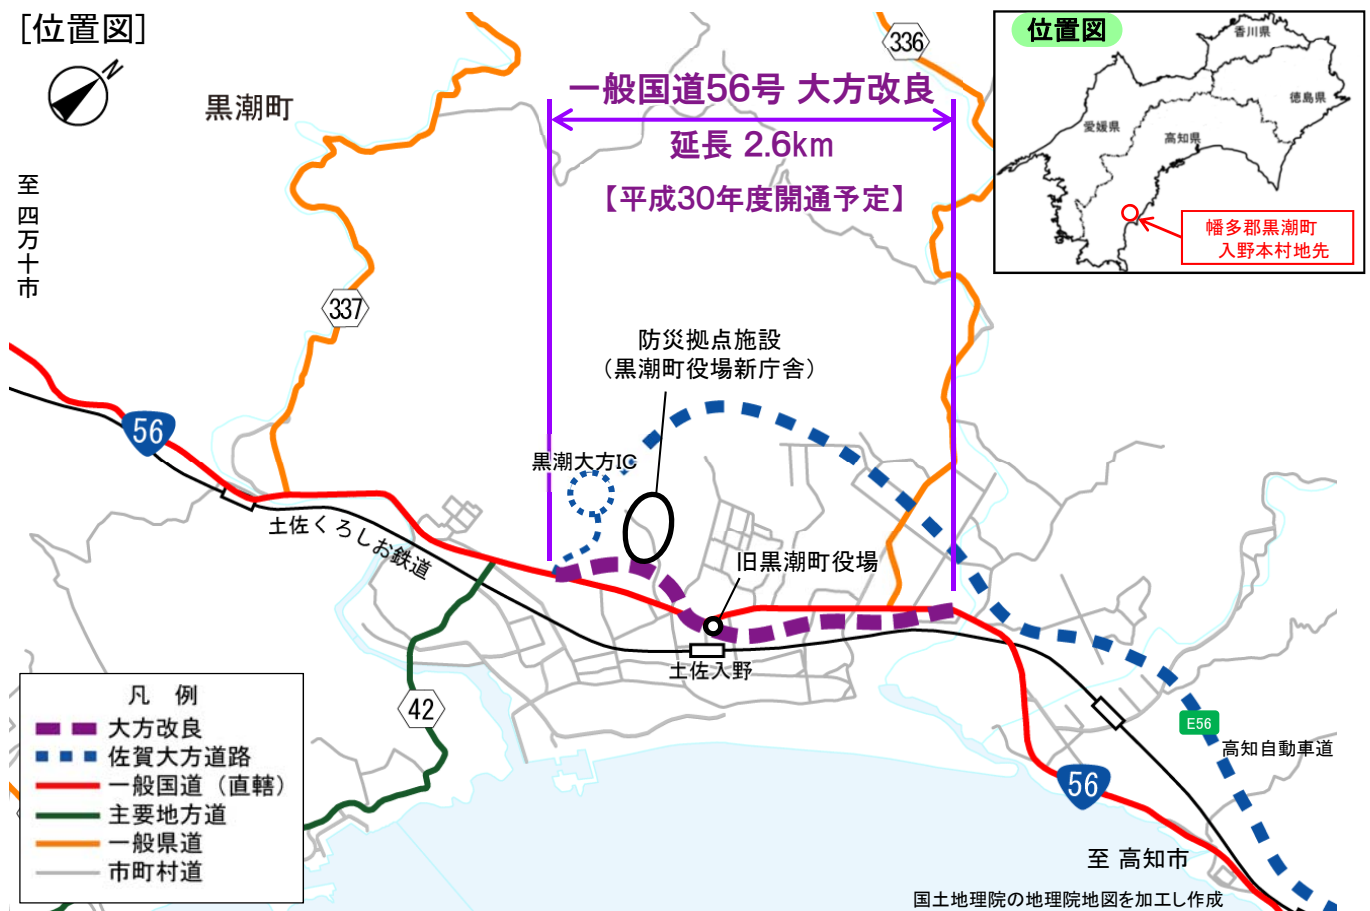 [位置図]
N
黒潮町
至 四万十市
336
一般国道56号 大方改良
延長 2.6km
【平成30年度開通予定】
位置図
香川県
徳島県
愛媛県
高知県
幡多郡黒潮町
入野本村地先
337
防災拠点施設
（黒潮町役場新庁舎）
56
黒潮大方IC
土佐くろしお鉄道
旧黒潮町役場
土佐入野
42
凡 例
大方改良
佐賀大方道路
一般国道（直轄）
主要地方道
一般県道
市町村道
E56
高知自動車道
56
至 高知市
国土地理院の地理院地図を加工し作成